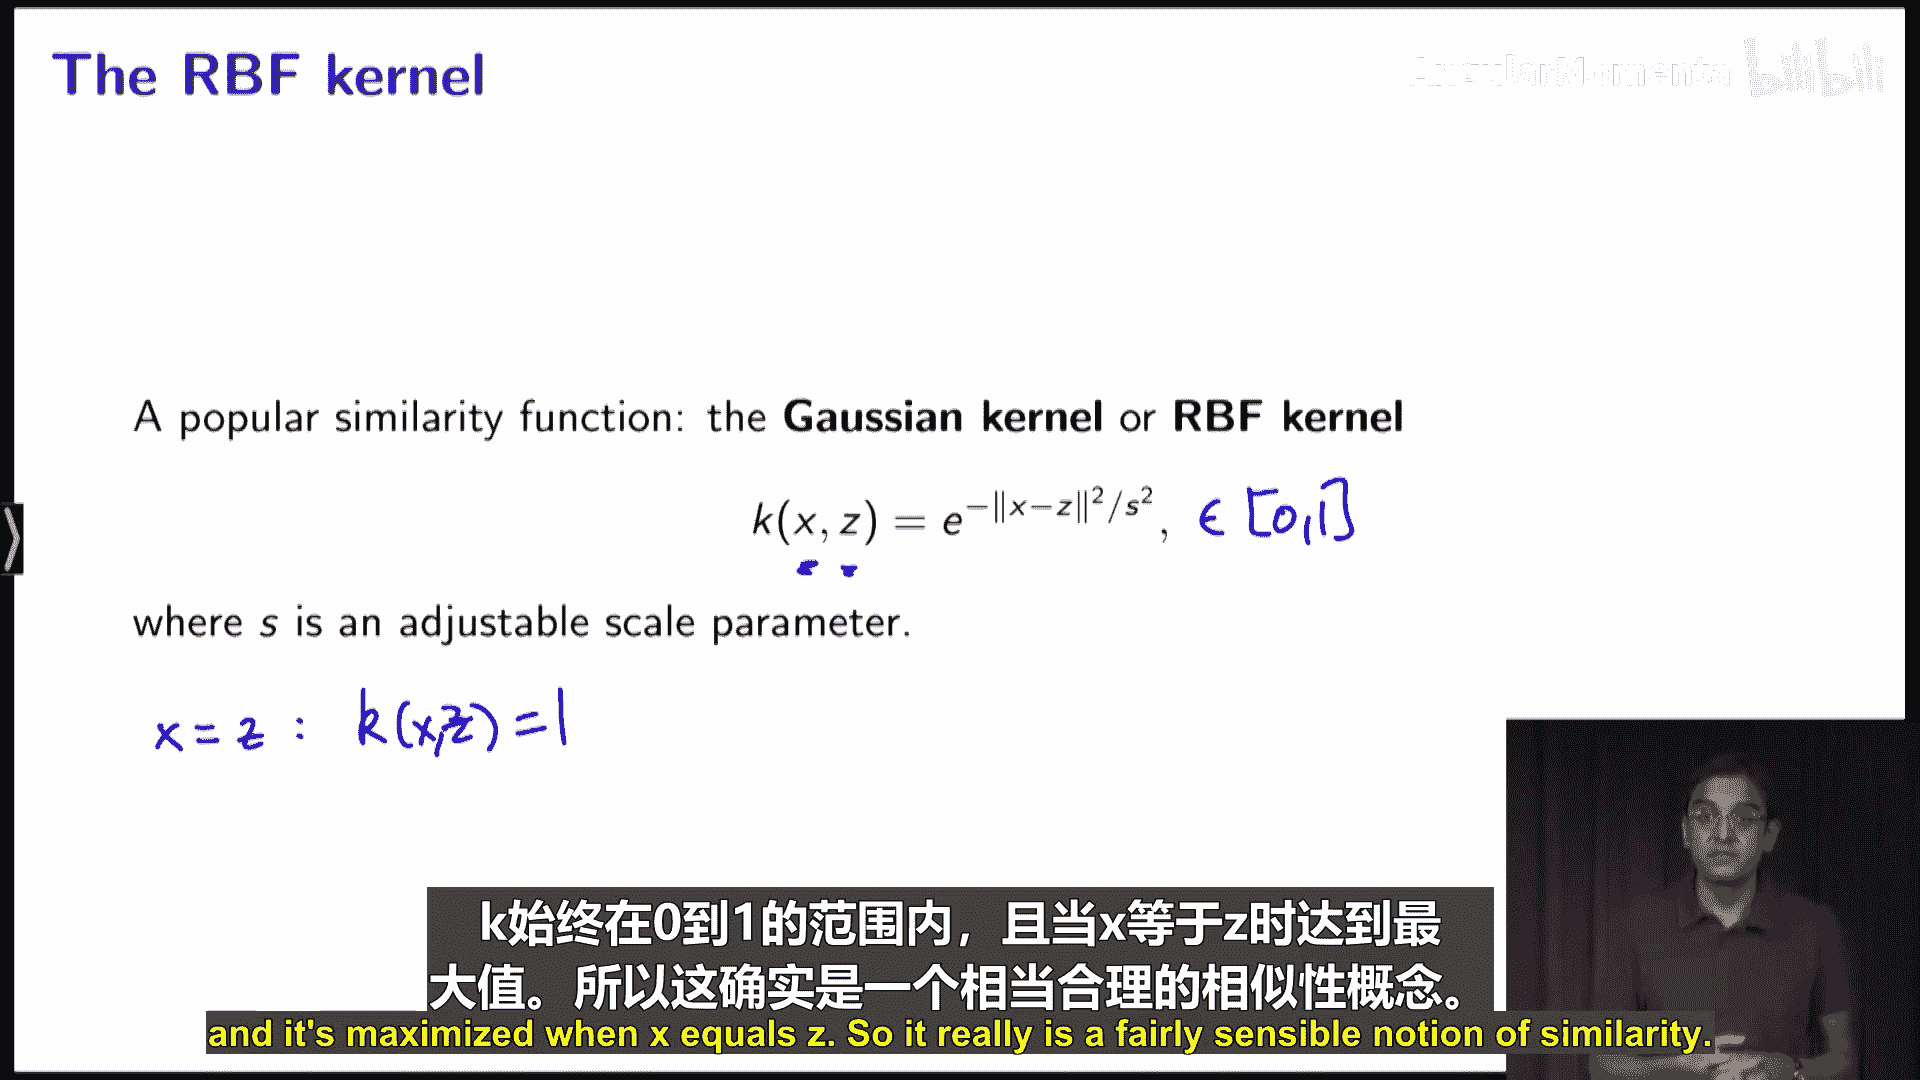 The RBF kernel
bilibili
A popular similarity function: the Gaussian kernel or RBF kernel
k(x, z) = e^{−‖x−z‖²/s²}, ∈ [0,1]
where s is an adjustable scale parameter.
x = z : k(x,z) = 1
k始终在0到1的范围内，且当x等于z时达到最
大值。所以这确实是一个相当合理的相似性概念。
and it's maximized when x equals z. So it really is a fairly sensible notion of similarity.